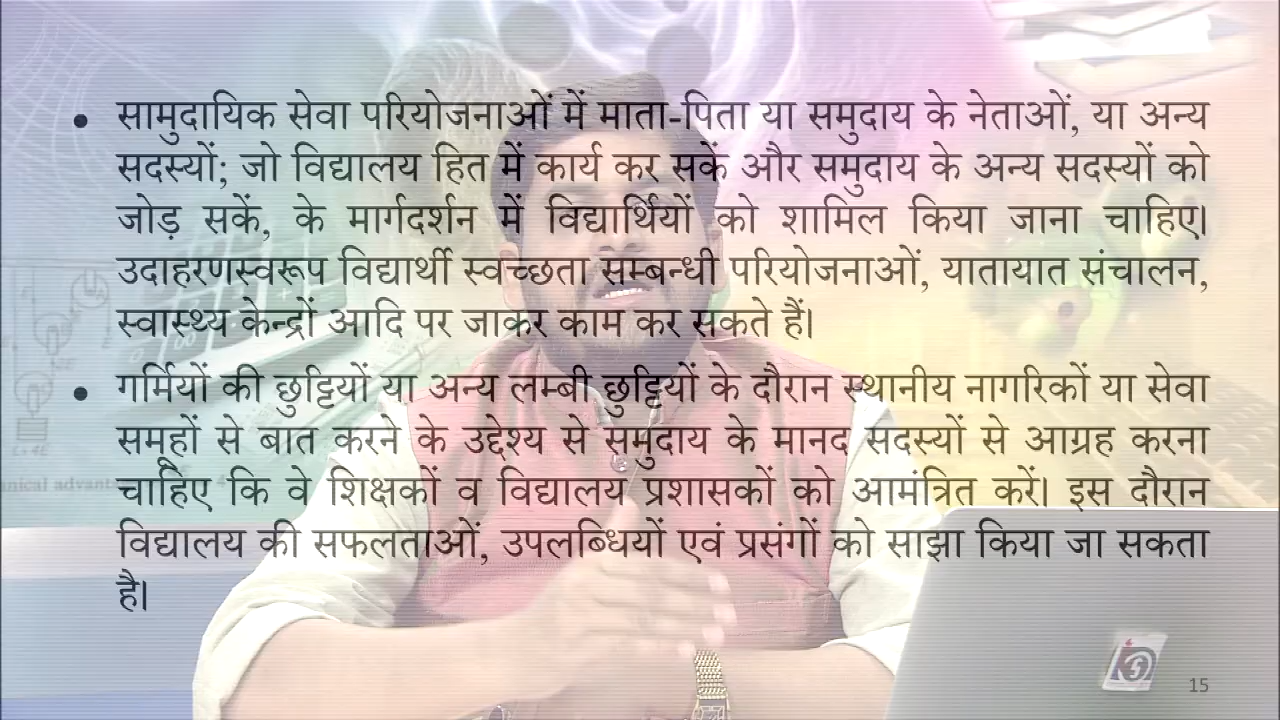 • सामुदायिक सेवा परियोजनाओं में माता-पिता या समुदाय के नेताओं, या अन्य
सदस्यों; जो विद्यालय हित में कार्य कर सकें और समुदाय के अन्य सदस्यों को
जोड़ सकें, के मार्गदर्शन में विद्यार्थियों को शामिल किया जाना चाहिए।
उदाहरणस्वरूप विद्यार्थी स्वच्छता सम्बन्धी परियोजनाओं, यातायात संचालन,
स्वास्थ्य केन्द्रों आदि पर जाकर काम कर सकते हैं।
• गर्मियों की छुट्टियों या अन्य लम्बी छुट्टियों के दौरान स्थानीय नागरिकों या सेवा
समूहों से बात करने के उद्देश्य से समुदाय के मानद सदस्यों से आग्रह करना
चाहिए कि वे शिक्षकों व विद्यालय प्रशासकों को आमंत्रित करें। इस दौरान
विद्यालय की सफलताओं, उपलब्धियों एवं प्रसंगों को साझा किया जा सकता
है।
15